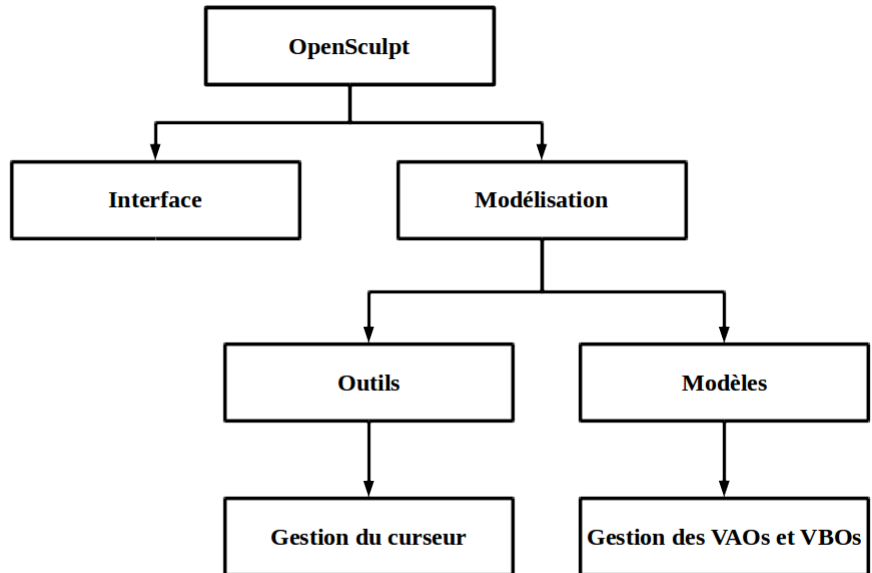 OpenSculpt
Interface
Modélisation
Outils
Modèles
Gestion du curseur
Gestion des VAOs et VBOs